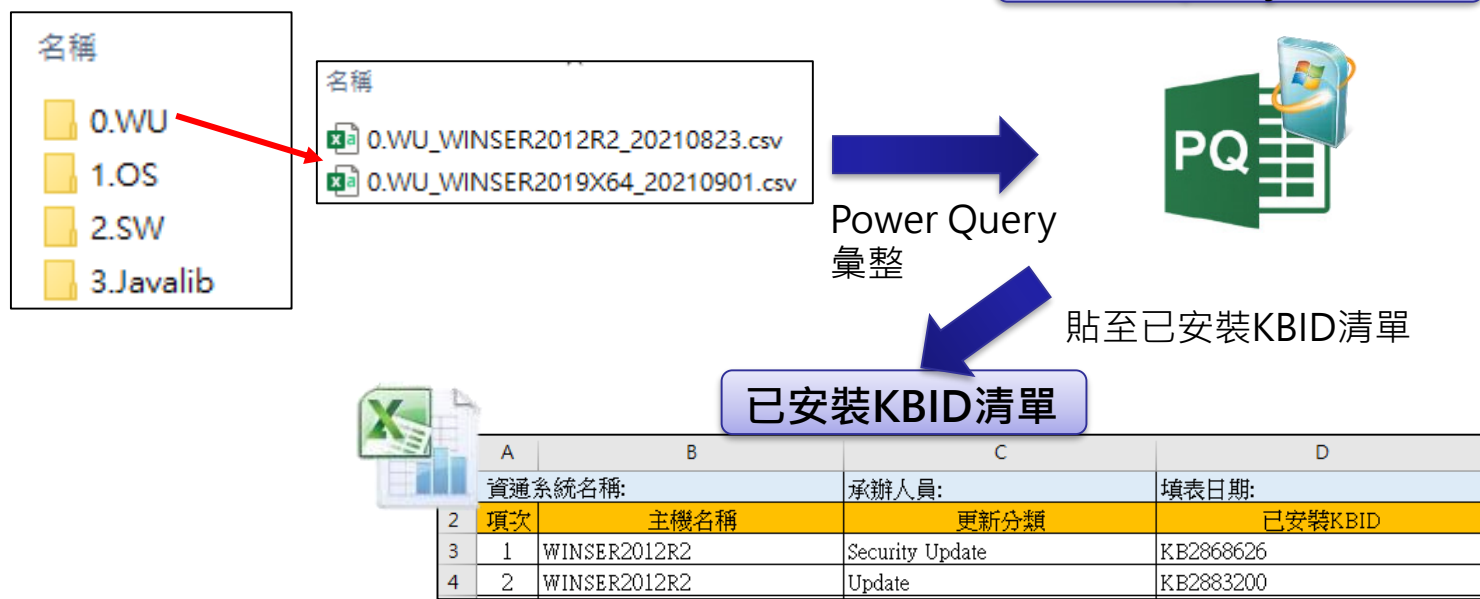 名稱
0.WU
1.OS
2.SW
3.Javalib
名稱
0.WU_WINSER2012R2_20210823.csv
0.WU_WINSER2019X64_20210901.csv
Power Query
彙整
PQ
貼至已安裝KBID清單
已安裝KBID清單
A B C D
資通系統名稱: 承辦人員: 填表日期:
2 項次 主機名稱 更新分類 已安裝KBID
3 1 WINSER2012R2 Security Update KB2868626
4 2 WINSER2012R2 Update KB2883200